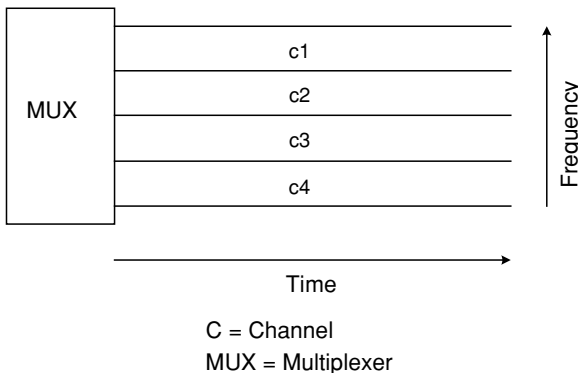 c1
MUX
c2
c3
c4
Frequency
Time
C = Channel
MUX = Multiplexer